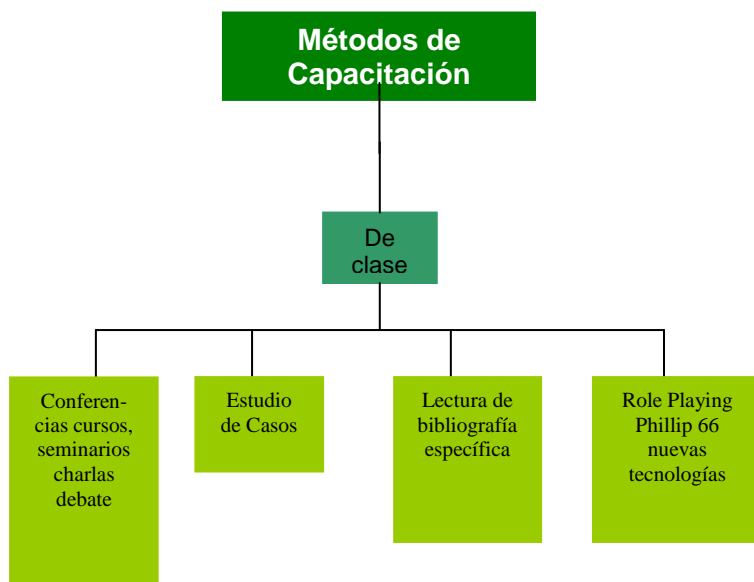 Métodos de
Capacitación
De
clase
Conferen-
cias cursos,
seminarios
charlas
debate
Estudio
de Casos
Lectura de
bibliografía
específica
Role Playing
Phillip 66
nuevas
tecnologías